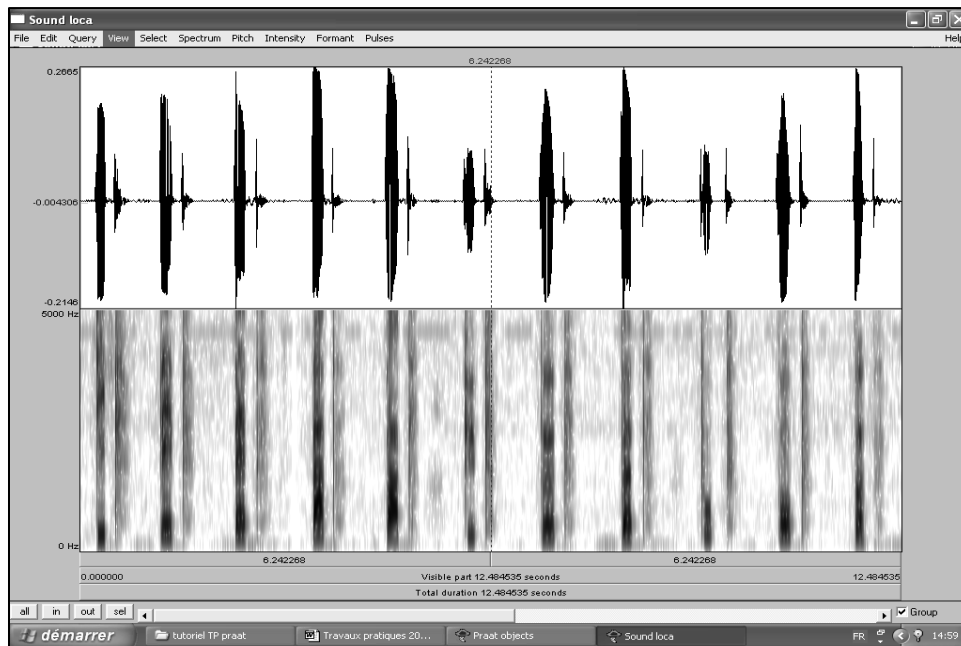 Sound loca
File Edit Query View Select Spectrum Pitch Intensity Formant Pulses Help
6.242268
0.2665
-0.004306
-0.2146
5000 Hz
0 Hz
6.242268 6.242268
0.000000 Visible part 12.484535 seconds 12.484535
Total duration 12.484535 seconds
all in out sel Group
démarrer tutoriel TP praat Travaux pratiques 20... Praat objects Sound loca FR 14:59